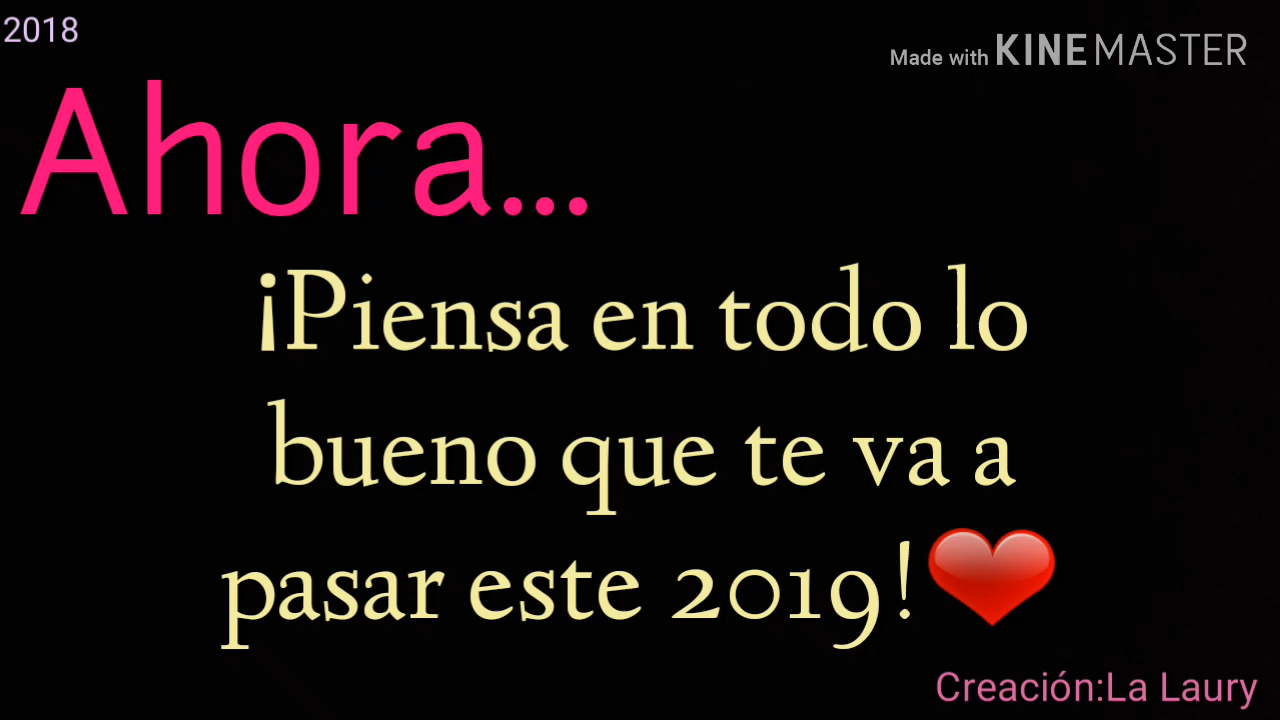 2018
Made with KINEMASTER
Ahora...
¡Piensa en todo lo
bueno que te va a
pasar este 2019!❤
Creación:La Laury